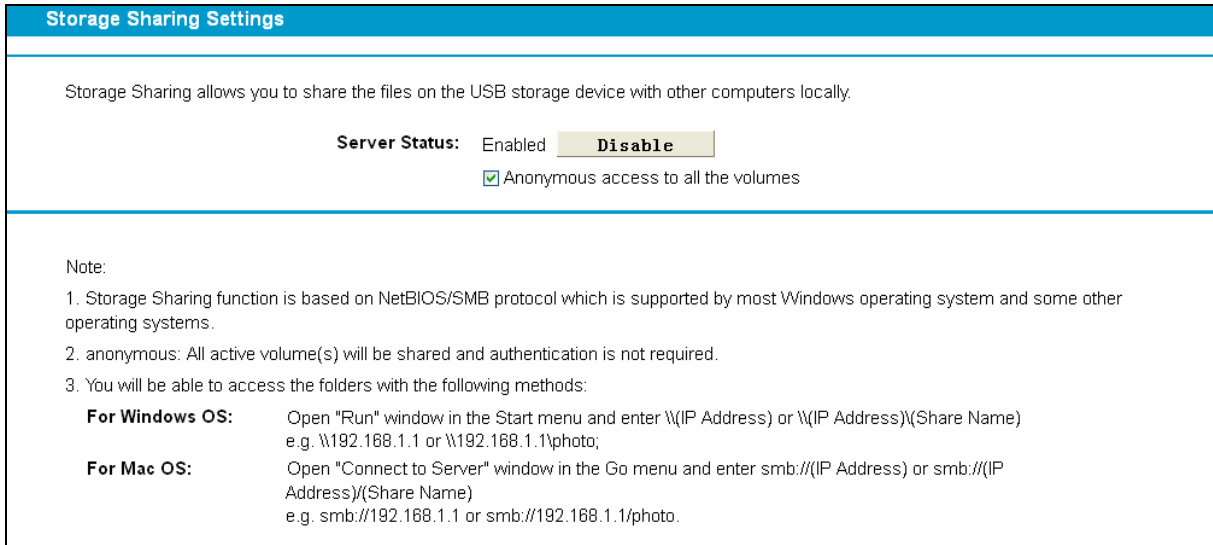 Storage Sharing Settings
Storage Sharing allows you to share the files on the USB storage device with other computers locally.
Server Status: Enabled Disable
Anonymous access to all the volumes
Note:
1. Storage Sharing function is based on NetBIOS/SMB protocol which is supported by most Windows operating system and some other
operating systems.
2. anonymous: All active volume(s) will be shared and authentication is not required.
3. You will be able to access the folders with the following methods:
For Windows OS: Open "Run" window in the Start menu and enter \\(IP Address) or \\(IP Address)\(Share Name)
e.g. \\192.168.1.1 or \\192.168.1.1\photo;
For Mac OS: Open "Connect to Server" window in the Go menu and enter smb://(IP Address) or smb://(IP
Address)/(Share Name)
e.g. smb://192.168.1.1 or smb://192.168.1.1/photo.